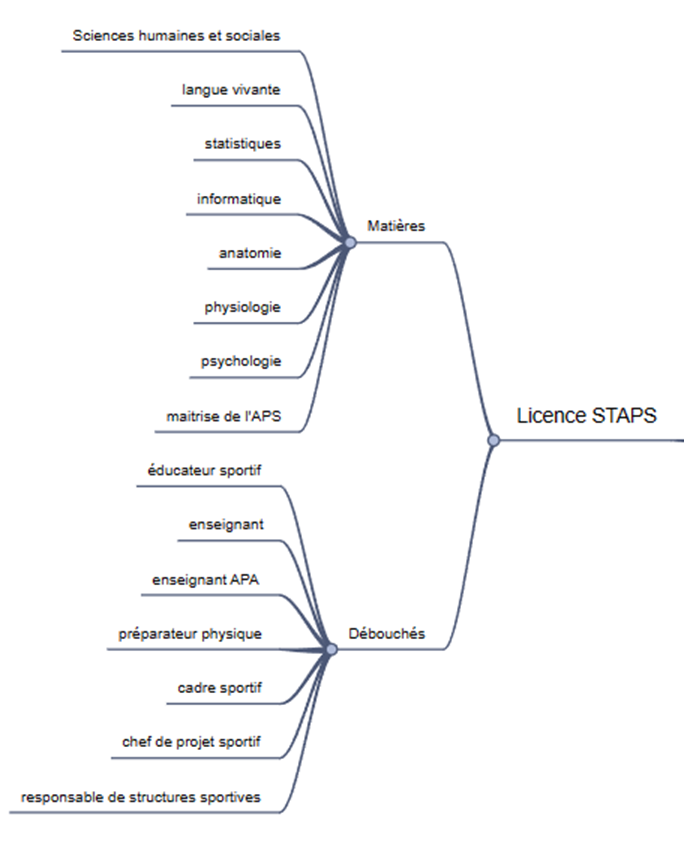 Sciences humaines et sociales
langue vivante
statistiques
informatique
anatomie
physiologie
psychologie
maitrise de l'APS
Matières
Licence STAPS
éducateur sportif
enseignant
enseignant APA
préparateur physique
cadre sportif
chef de projet sportif
responsable de structures sportives
Débouchés